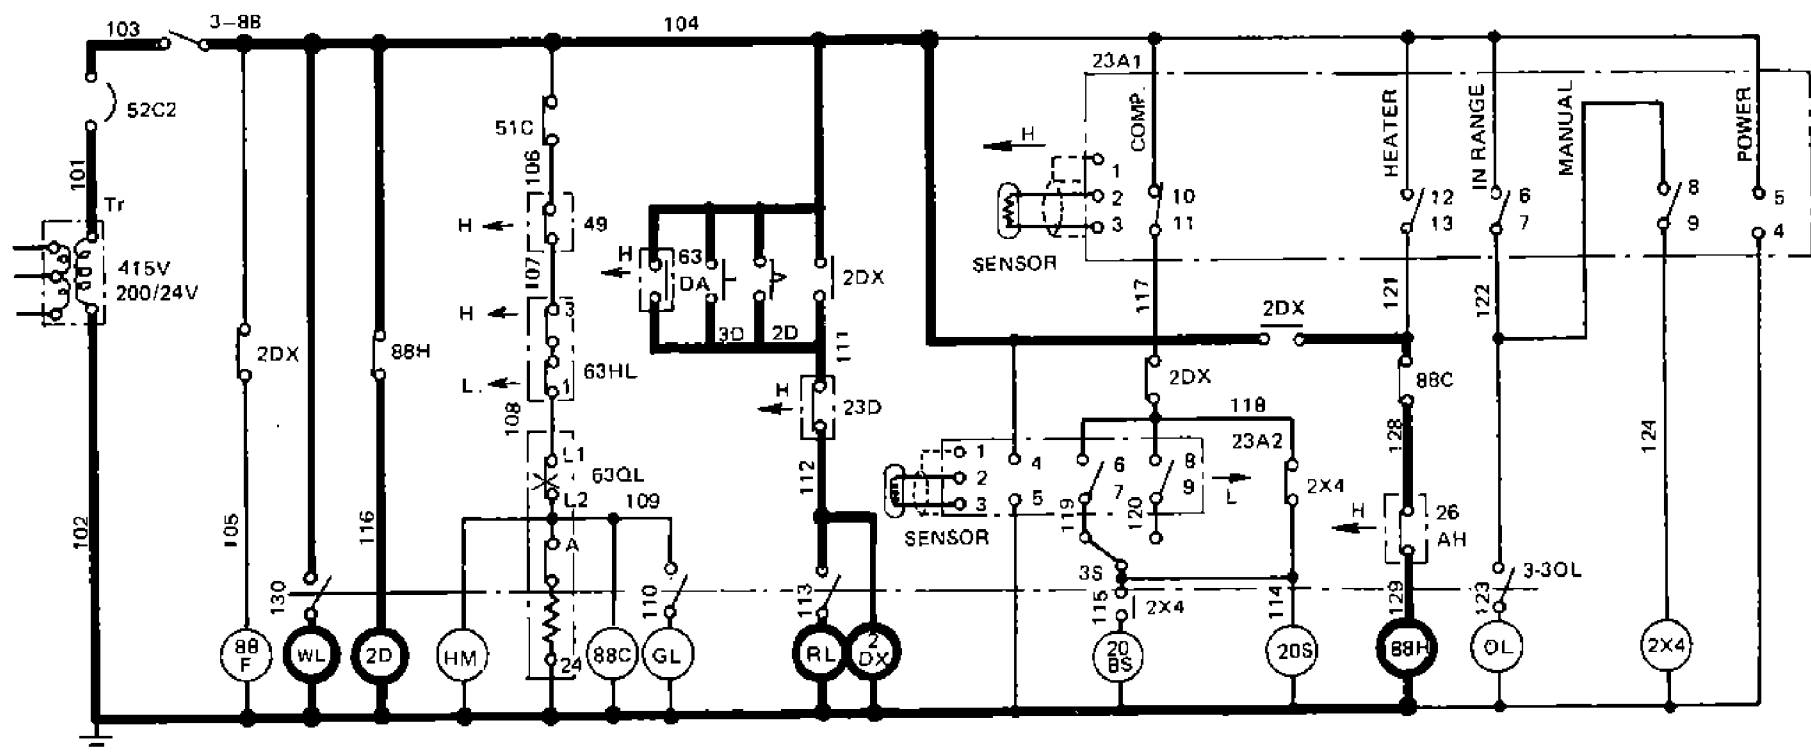 103
3-88
104
52C2
101
Tr
415V
200/24V
102
2DX
105
130
WL
88
F
88H
116
2D
51C
106
H
49
107
H
3
63HL
L
1
108
L1
63QL
L2
109
A
HM
24
88C
110
GL
H
63
DA
3D
2D
2DX
111
H
23D
112
113
RL
2
DX
23A1
H
1
2
3
SENSOR
COMP.
10
11
117
HEATER
12
13
121
IN RANGE
6
7
122
MANUAL
8
9
POWER
5
4
2DX
2DX
88C
118
128
23A2
1
2
3
4
5
SENSOR
6
7
119
8
9
120
L
2X4
3S
115
2X4
114
20
BS
20S
H
26
AH
129
88H
3-30L
123
OL
124
2X4